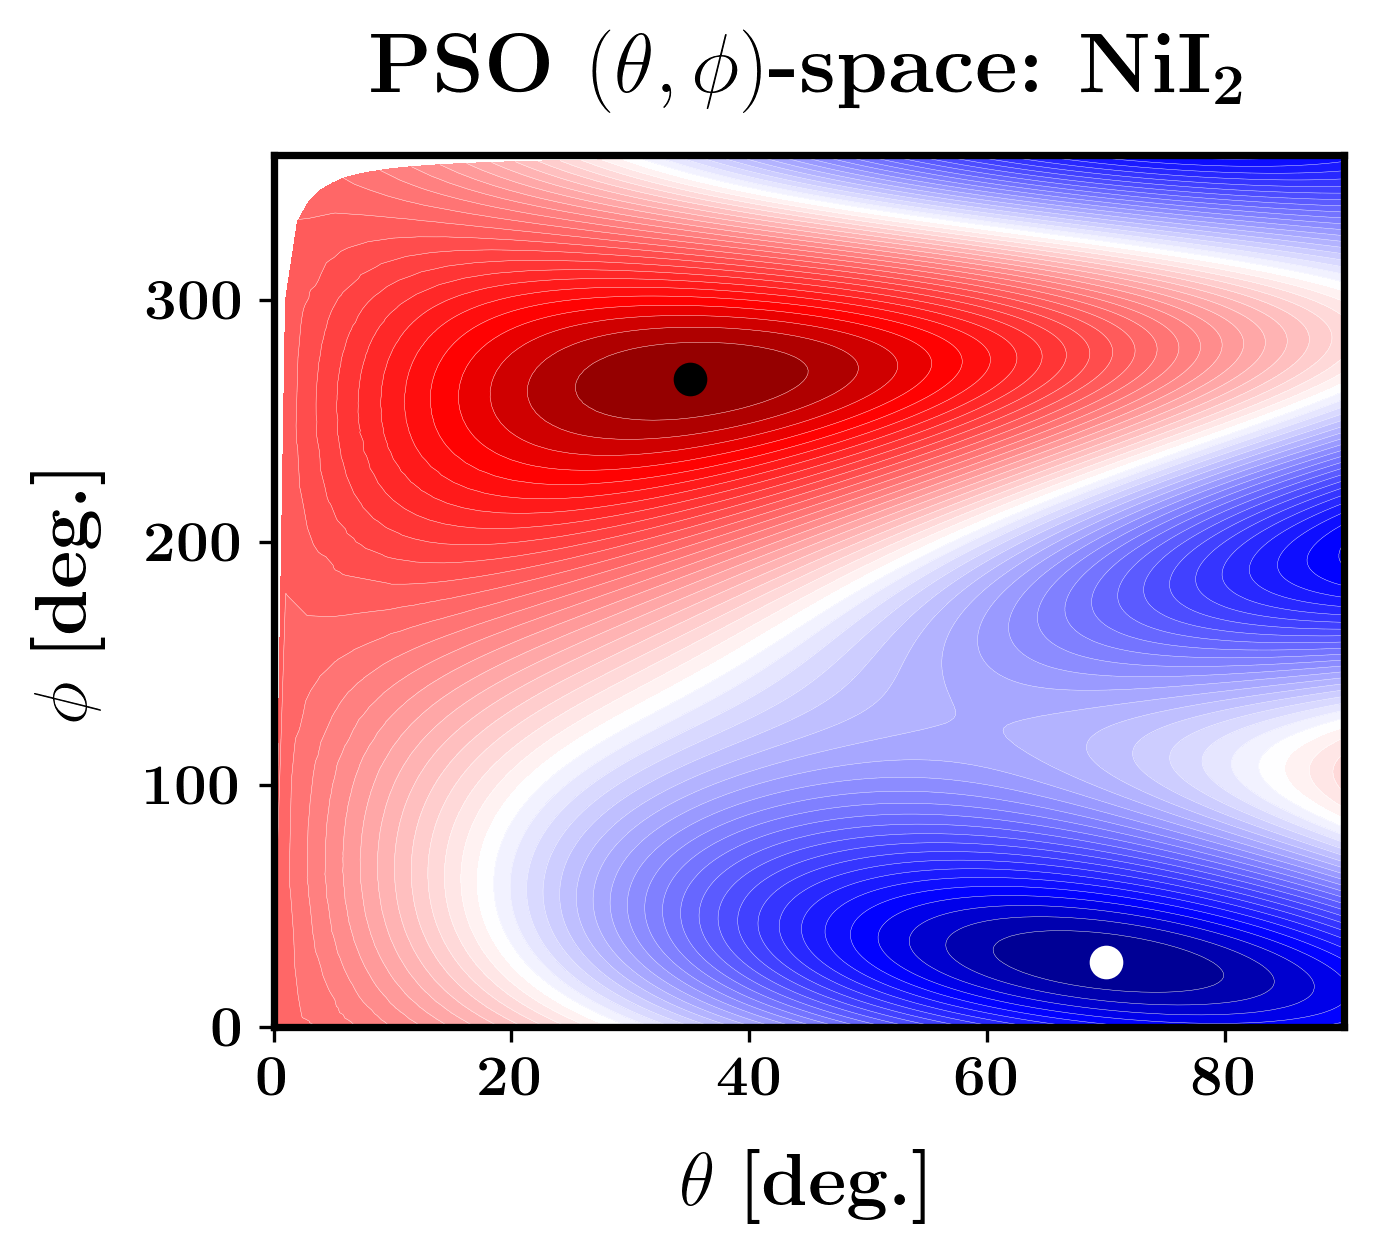 PSO (θ, ϕ)-space: NiI₂
300
200
100
0
ϕ [deg.]
0 20 40 60 80
θ [deg.]